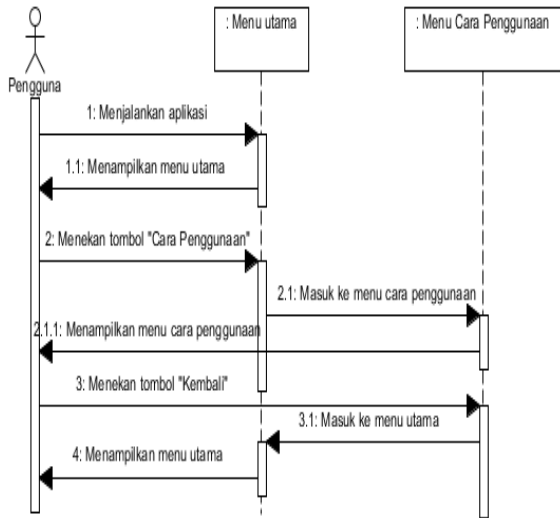 : Menu utama
: Menu Cara Penggunaan
Pengguna
1: Menjalankan aplikasi
1.1: Menampilkan menu utama
2: Menekan tombol "Cara Penggunaan"
2.1: Masuk ke menu cara penggunaan
2.1.1: Menampilkan menu cara penggunaan
3: Menekan tombol "Kembali"
3.1: Masuk ke menu utama
4: Menampilkan menu utama